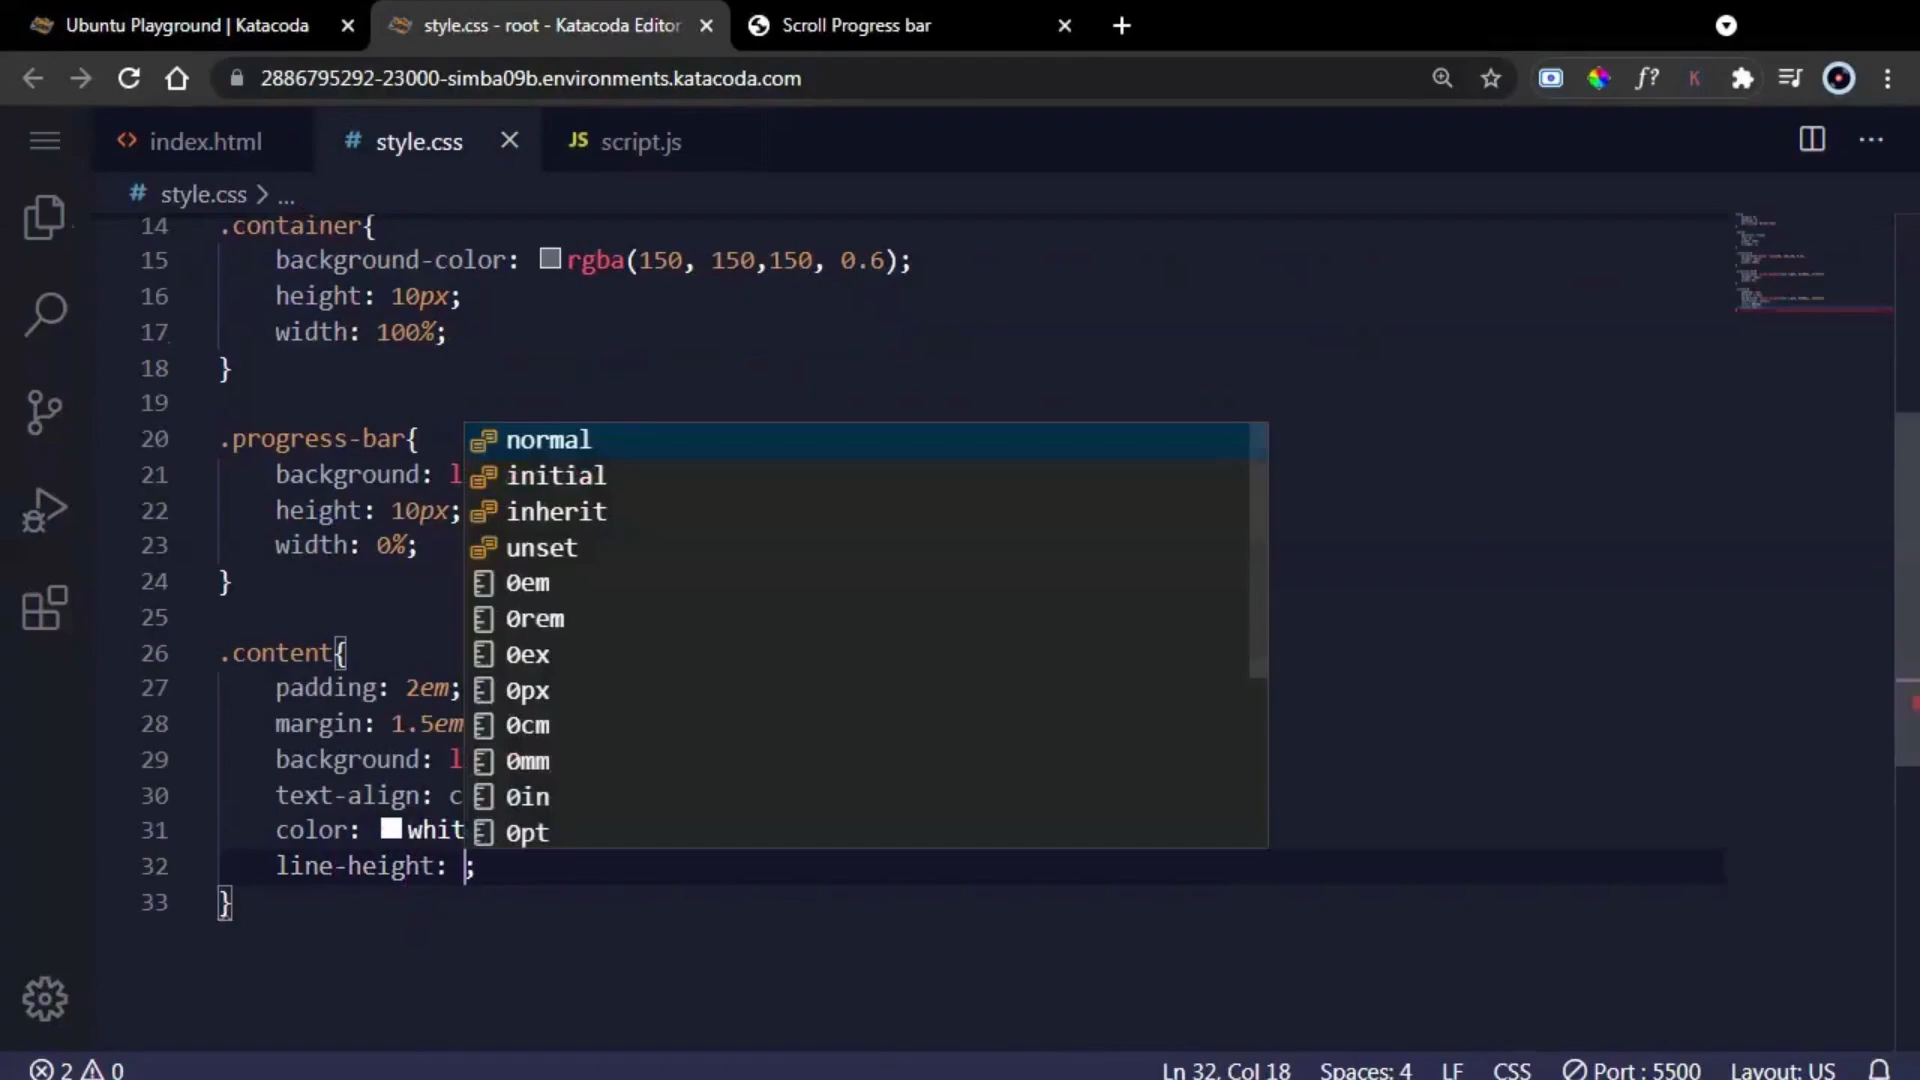 Ubuntu Playground | Katacoda
style.css - root - Katacoda Editor
Scroll Progress bar
2886795292-23000-simba09b.environments.katacoda.com
f?
K
<> index.html
# style.css
JS script.js
# style.css > ...
14 .container{
15 background-color: rgba(150, 150,150, 0.6);
16 height: 10px;
17 width: 100%;
18 }
19
20 .progress-bar{
21 background: l
22 height: 10px;
23 width: 0%;
24 }
25
26 .content{
27 padding: 2em;
28 margin: 1.5em
29 background: l
30 text-align: c
31 color: whit
32 line-height: ;
33 }
normal
initial
inherit
unset
0em
0rem
0ex
0px
0cm
0mm
0in
0pt
2 0
Ln 32, Col 18 Spaces: 4 LF CSS Port : 5500 Layout: US